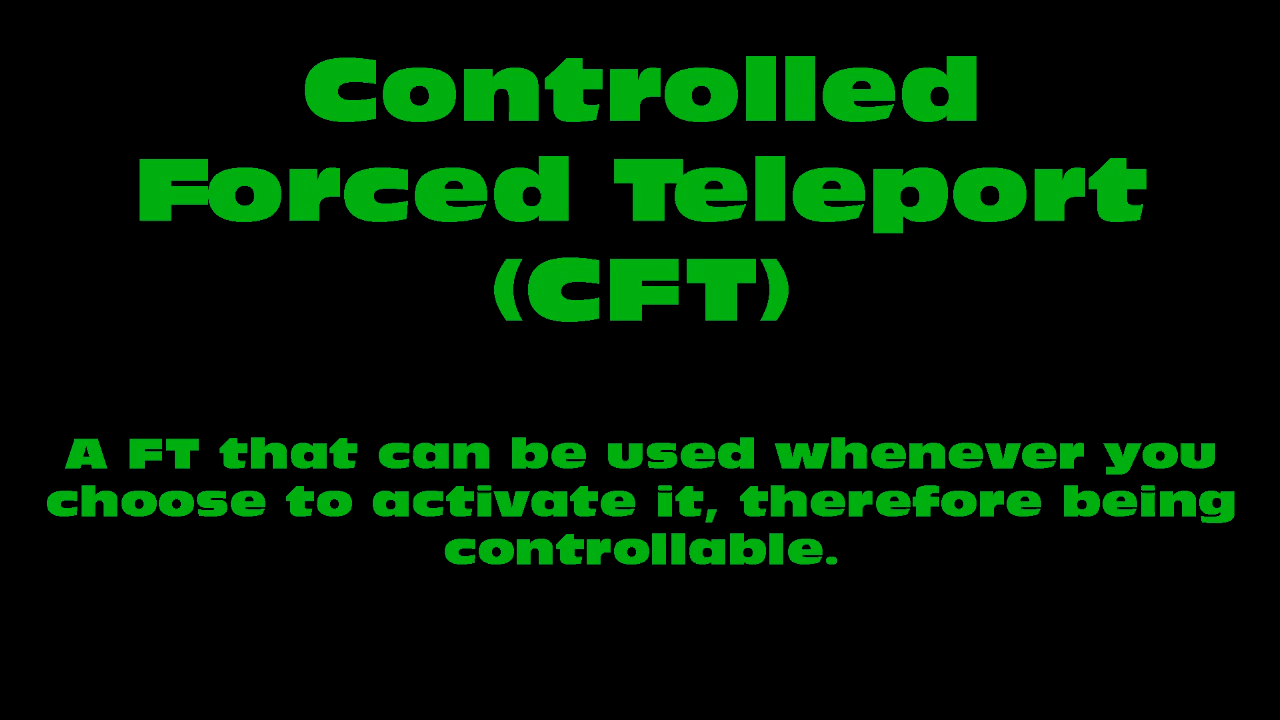 Controlled
Forced Teleport
(CFT)
A FT that can be used whenever you
choose to activate it, therefore being
controllable.